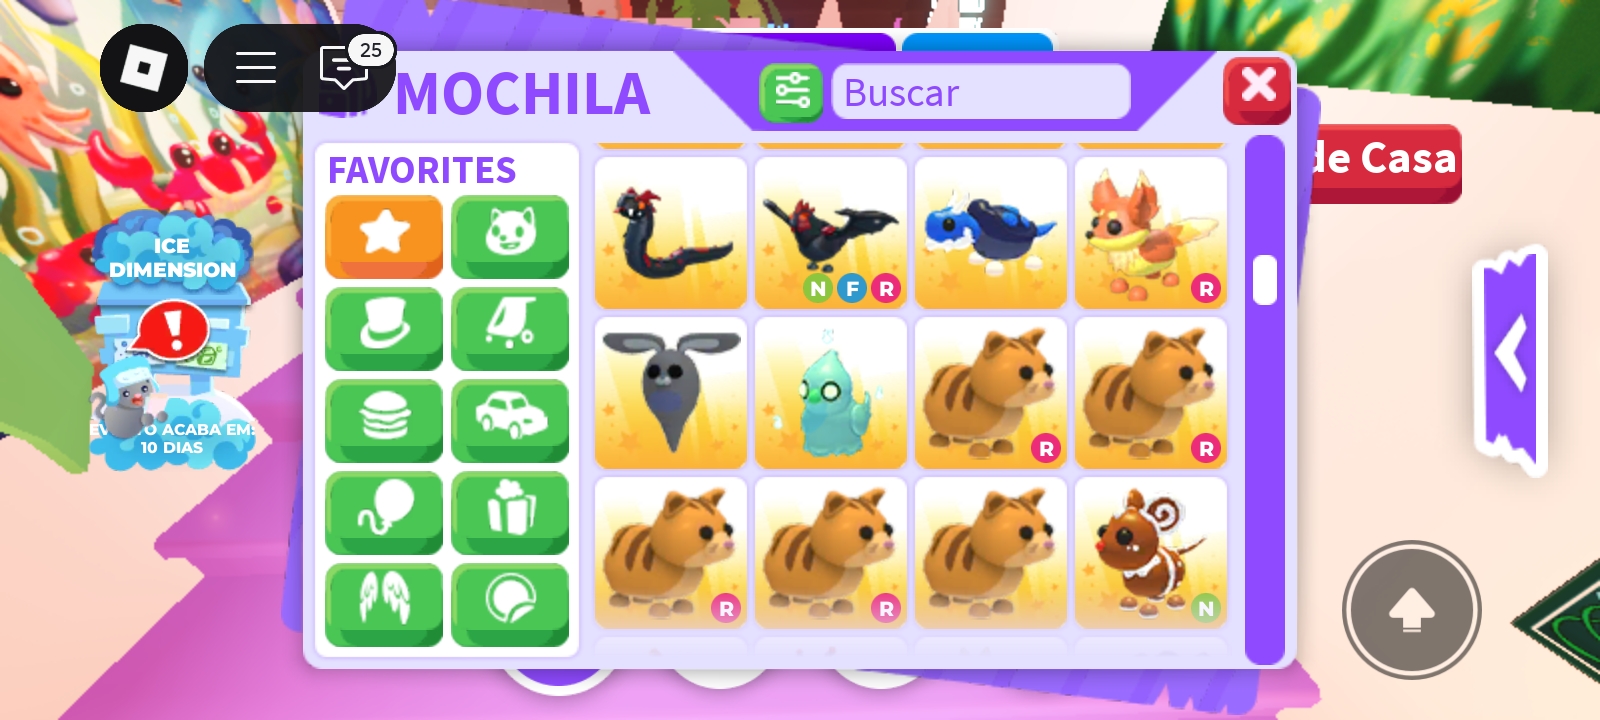 25
MOCHILA
Buscar
de Casa
FAVORITES
ICE
DIMENSION
ACABA EM:
10 DIAS
N F R
R
R
R
R
R
N